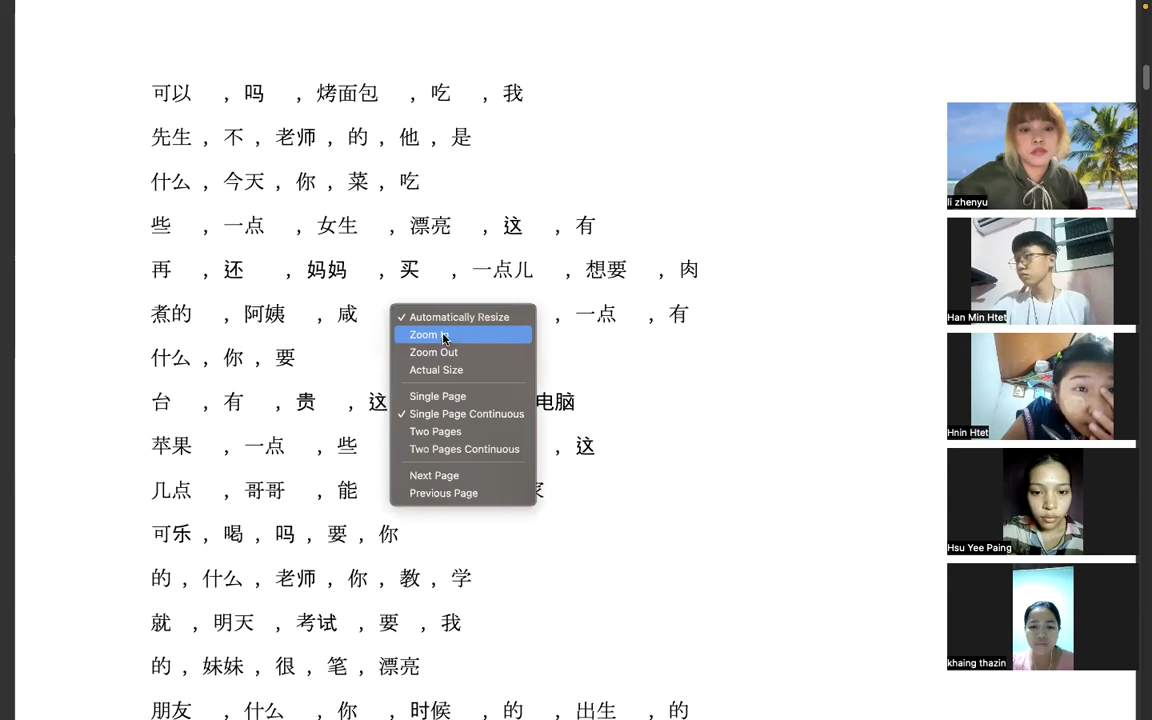 可以 ，吗 ，烤面包 ，吃 ，我
先生，不，老师，的，他，是
什么，今天，你，菜，吃
些 ，一点 ，女生 ，漂亮 ，这 ，有
再 ，还 ，妈妈 ，买 ，一点儿 ，想要 ，肉
煮的 ，阿姨 ，咸 ，一点 ，有
什么，你，要
台 ，有 ，贵 ，这 电脑
苹果 ，一点 ，些 ，这
几点 ，哥哥 ，能
可乐，喝，吗，要，你
的，什么，老师，你，教，学
就 ，明天 ，考试 ，要 ，我
的，妹妹，很，笔，漂亮
朋友 ，什么 ，你 ，时候 ，的 ，出生 ，的
✓ Automatically Resize
Zoom In
Zoom Out
Actual Size
Single Page
✓ Single Page Continuous
Two Pages
Two Pages Continuous
Next Page
Previous Page
li zhenyu
Han Min Htet
Hnin Htet
Hsu Yee Paing
khaing thazin